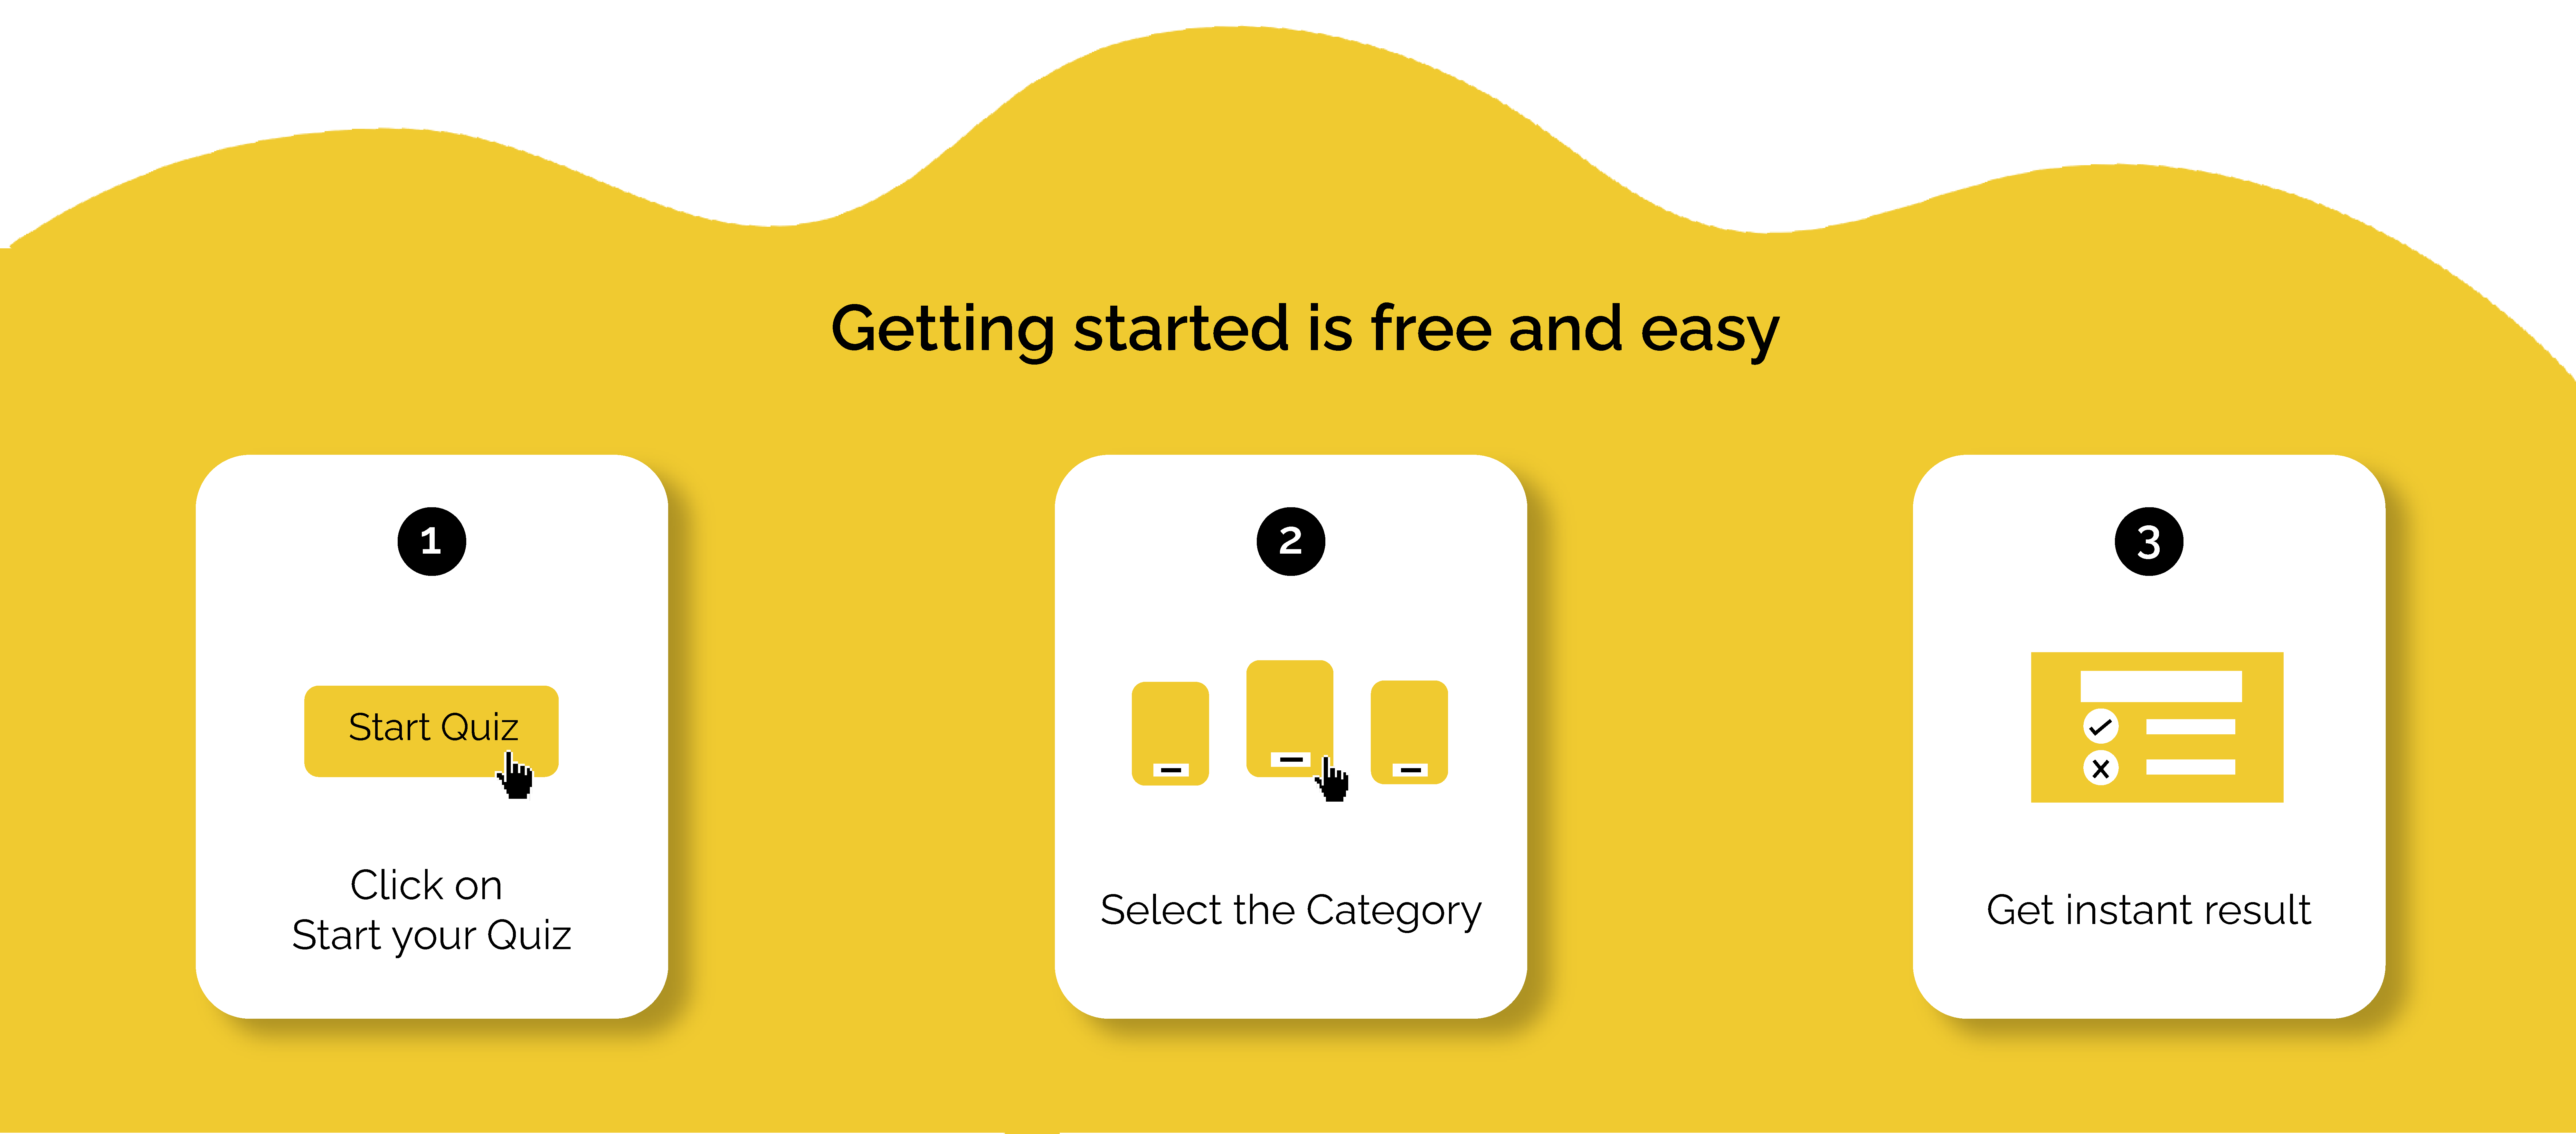 Getting started is free and easy
1
Start Quiz
Click on
Start your Quiz
2
Select the Category
3
Get instant result